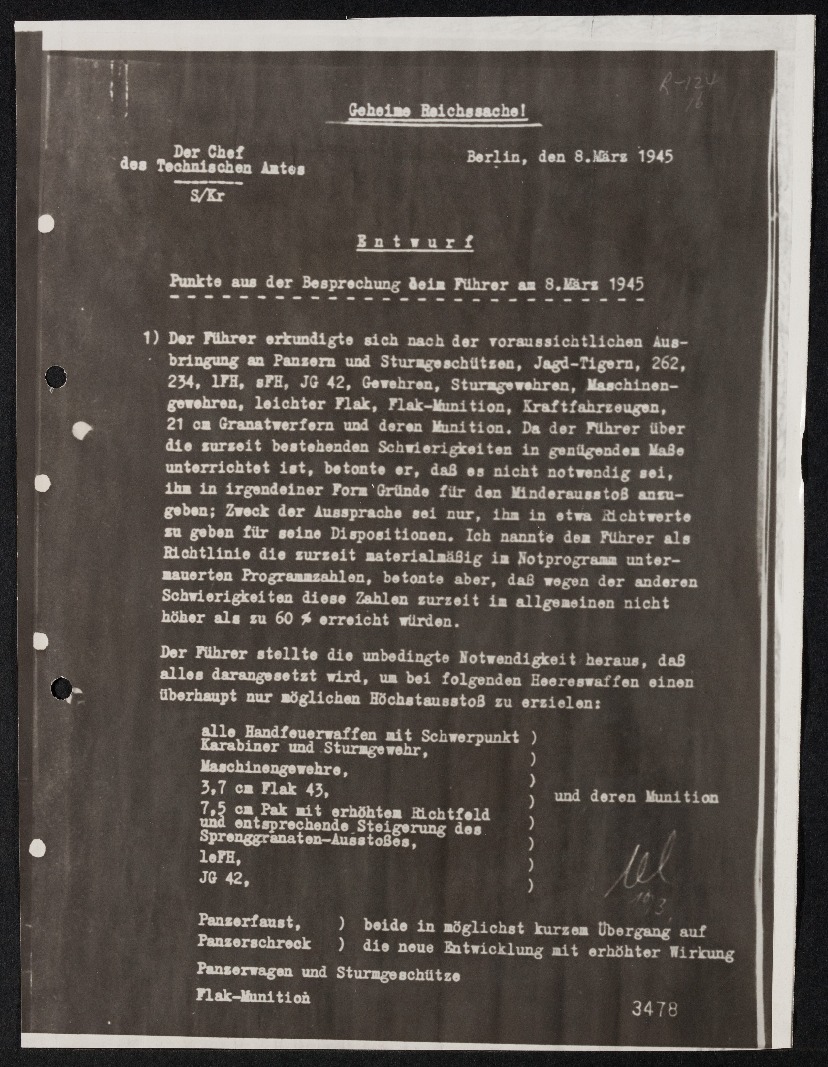 R-124
16
Geheime Reichssache!
Der Chef
des Technischen Amtes
S/Kr
Berlin, den 8.März 1945
Entwurf
Punkte aus der Besprechung beim Führer am 8.März 1945
1) Der Führer erkundigte sich nach der voraussichtlichen Aus-
bringung an Panzern und Sturmgeschützen, Jagd-Tigern, 262,
234, lFH, sFH, JG 42, Gewehren, Sturmgewehren, Maschinen-
gewehren, leichter Flak, Flak-Munition, Kraftfahrzeugen,
21 cm Granatwerfern und deren Munition. Da der Führer über
die zurzeit bestehenden Schwierigkeiten in genügendem Maße
unterrichtet ist, betonte er, daß es nicht notwendig sei,
ihm in irgendeiner Form Gründe für den Minderausstoß anzu-
geben; Zweck der Aussprache sei nur, ihm in etwa Richtwerte
zu geben für seine Dispositionen. Ich nannte dem Führer als
Richtlinie die zurzeit materialmäßig im Notprogramm unter-
mauerten Programmzahlen, betonte aber, daß wegen der anderen
Schwierigkeiten diese Zahlen zurzeit im allgemeinen nicht
höher als zu 60 % erreicht würden.
Der Führer stellte die unbedingte Notwendigkeit heraus, daß
alles darangesetzt wird, um bei folgenden Heereswaffen einen
überhaupt nur möglichen Höchstausstoß zu erzielen:
alle Handfeuerwaffen mit Schwerpunkt )
Karabiner und Sturmgewehr, )
Maschinengewehre, )
3,7 cm Flak 43, ) und deren Munition
7,5 cm Pak mit erhöhtem Richtfeld )
und entsprechende Steigerung des
Sprenggranaten-Ausstoßes, )
leFH, )
JG 42, )
Panzerfaust, ) beide in möglichst kurzem Übergang auf
Panzerschreck ) die neue Entwicklung mit erhöhter Wirkung
Panzerwagen und Sturmgeschütze
Flak-Munition
3478